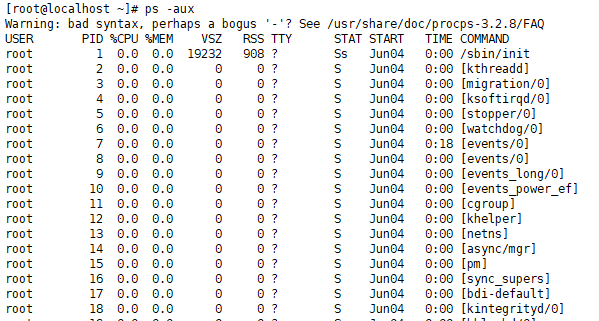 [root@localhost ~]# ps -aux
Warning: bad syntax, perhaps a bogus '-'? See /usr/share/doc/procps-3.2.8/FAQ
USER       PID %CPU %MEM    VSZ   RSS TTY      STAT START   TIME COMMAND
root         1  0.0  0.0  19232   908 ?        Ss   Jun04   0:00 /sbin/init
root         2  0.0  0.0      0     0 ?        S    Jun04   0:00 [kthreadd]
root         3  0.0  0.0      0     0 ?        S    Jun04   0:00 [migration/0]
root         4  0.0  0.0      0     0 ?        S    Jun04   0:00 [ksoftirqd/0]
root         5  0.0  0.0      0     0 ?        S    Jun04   0:00 [stopper/0]
root         6  0.0  0.0      0     0 ?        S    Jun04   0:00 [watchdog/0]
root         7  0.0  0.0      0     0 ?        S    Jun04   0:18 [events/0]
root         8  0.0  0.0      0     0 ?        S    Jun04   0:00 [events/0]
root         9  0.0  0.0      0     0 ?        S    Jun04   0:00 [events_long/0]
root        10  0.0  0.0      0     0 ?        S    Jun04   0:00 [events_power_ef]
root        11  0.0  0.0      0     0 ?        S    Jun04   0:00 [cgroup]
root        12  0.0  0.0      0     0 ?        S    Jun04   0:00 [khelper]
root        13  0.0  0.0      0     0 ?        S    Jun04   0:00 [netns]
root        14  0.0  0.0      0     0 ?        S    Jun04   0:00 [async/mgr]
root        15  0.0  0.0      0     0 ?        S    Jun04   0:00 [pm]
root        16  0.0  0.0      0     0 ?        S    Jun04   0:00 [sync_supers]
root        17  0.0  0.0      0     0 ?        S    Jun04   0:00 [bdi-default]
root        18  0.0  0.0      0     0 ?        S    Jun04   0:00 [kintegrityd/0]